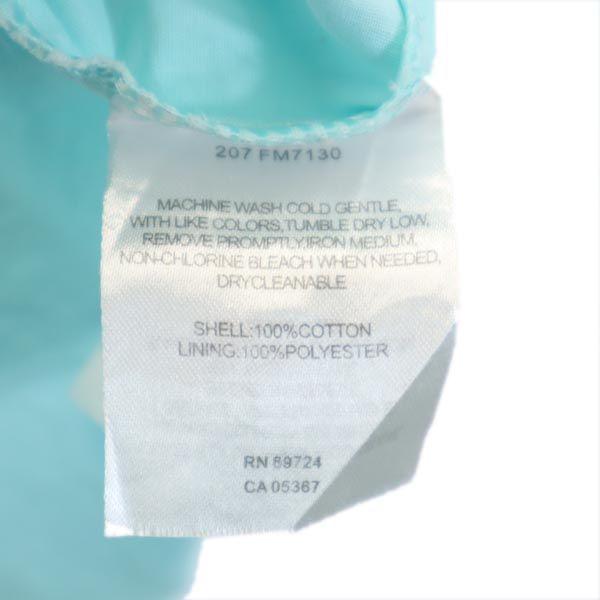 207 FM7130
MACHINE WASH COLD GENTLE,
WITH LIKE COLORS,TUMBLE DRY LOW,
REMOVE PROMPTLY.IRON MEDIUM,
NON-CHLORINE BLEACH WHEN NEEDED,
DRYCLEANABLE
SHELL:100%COTTON
LINING:100%POLYESTER
RN 89724
CA 05367